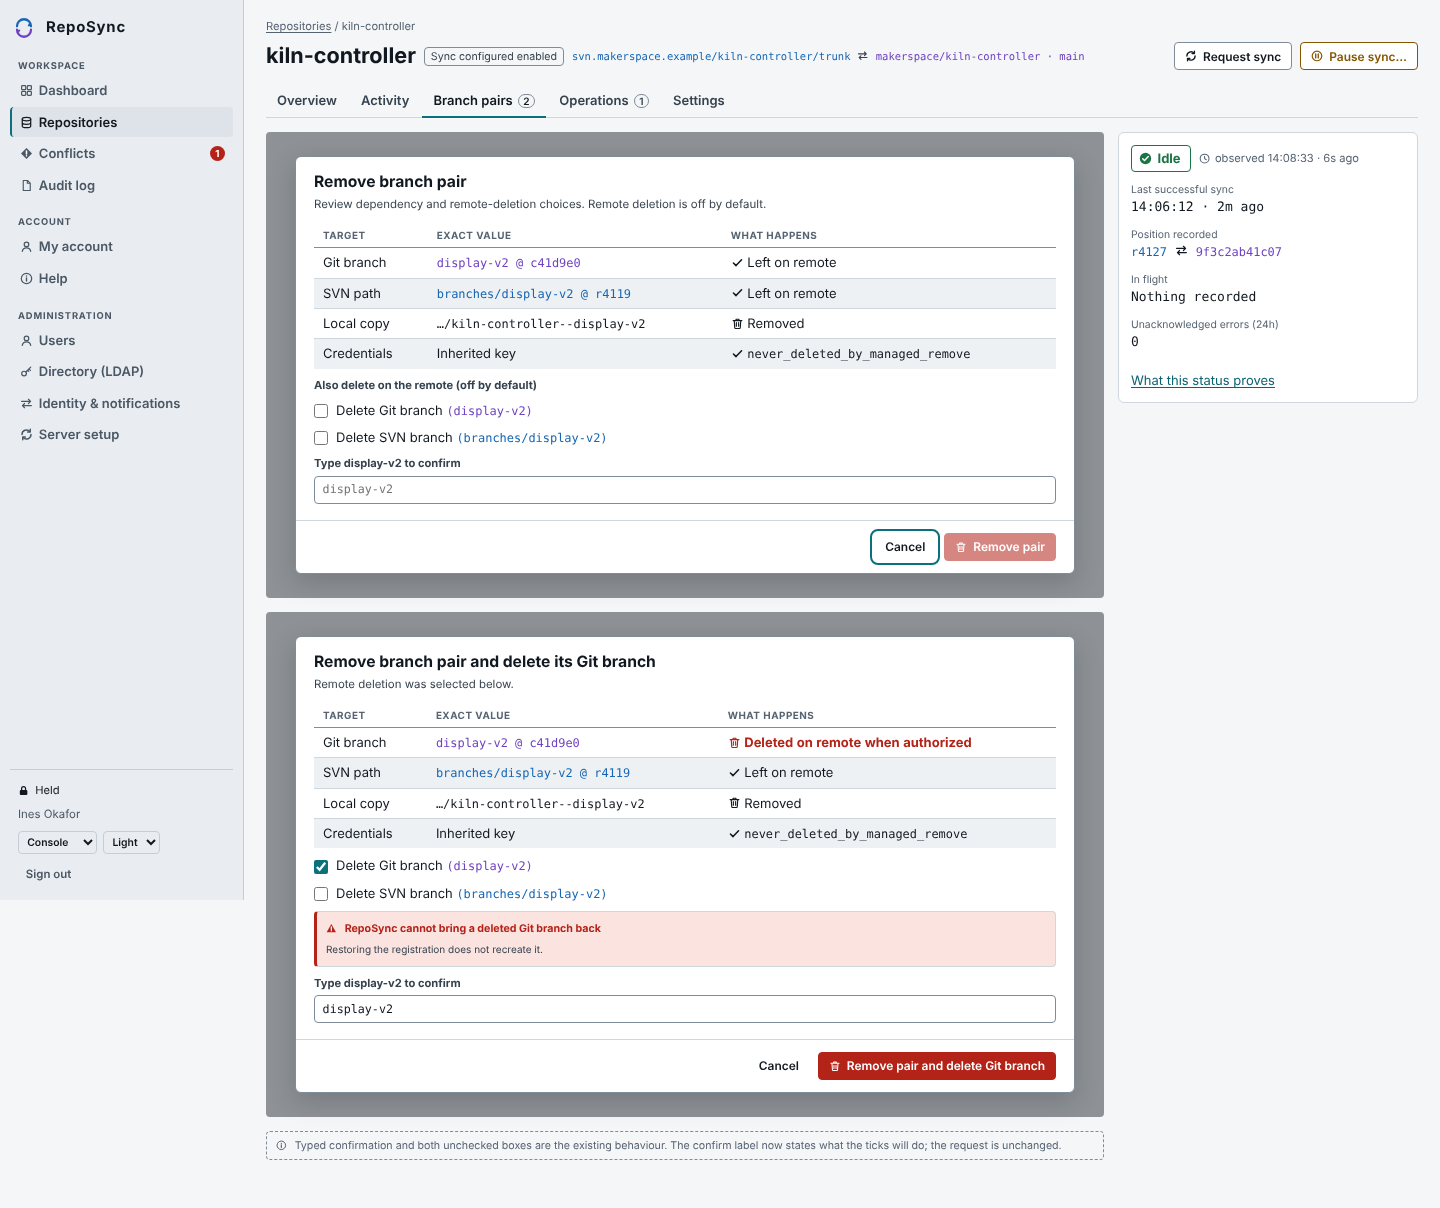 RepoSync
WORKSPACE
Dashboard
Repositories
Conflicts 1
Audit log
ACCOUNT
My account
Help
ADMINISTRATION
Users
Directory (LDAP)
Identity & notifications
Server setup
Held
Ines Okafor
Console Light
Sign out
Repositories / kiln-controller
kiln-controller Sync configured enabled svn.makerspace.example/kiln-controller/trunk ⇄ makerspace/kiln-controller · main
Request sync Pause sync…
Overview Activity Branch pairs 2 Operations 1 Settings
Remove branch pair
Review dependency and remote-deletion choices. Remote deletion is off by default.
TARGET EXACT VALUE WHAT HAPPENS
Git branch display-v2 @ c41d9e0 Left on remote
SVN path branches/display-v2 @ r4119 Left on remote
Local copy …/kiln-controller--display-v2 Removed
Credentials Inherited key never_deleted_by_managed_remove
Also delete on the remote (off by default)
Delete Git branch (display-v2)
Delete SVN branch (branches/display-v2)
Type display-v2 to confirm
display-v2
Cancel Remove pair
Remove branch pair and delete its Git branch
Remote deletion was selected below.
TARGET EXACT VALUE WHAT HAPPENS
Git branch display-v2 @ c41d9e0 Deleted on remote when authorized
SVN path branches/display-v2 @ r4119 Left on remote
Local copy …/kiln-controller--display-v2 Removed
Credentials Inherited key never_deleted_by_managed_remove
Delete Git branch (display-v2)
Delete SVN branch (branches/display-v2)
RepoSync cannot bring a deleted Git branch back
Restoring the registration does not recreate it.
Type display-v2 to confirm
display-v2
Cancel Remove pair and delete Git branch
Typed confirmation and both unchecked boxes are the existing behaviour. The confirm label now states what the ticks will do; the request is unchanged.
Idle observed 14:08:33 · 6s ago
Last successful sync
14:06:12 · 2m ago
Position recorded
r4127 ⇄ 9f3c2ab41c07
In flight
Nothing recorded
Unacknowledged errors (24h)
0
What this status proves